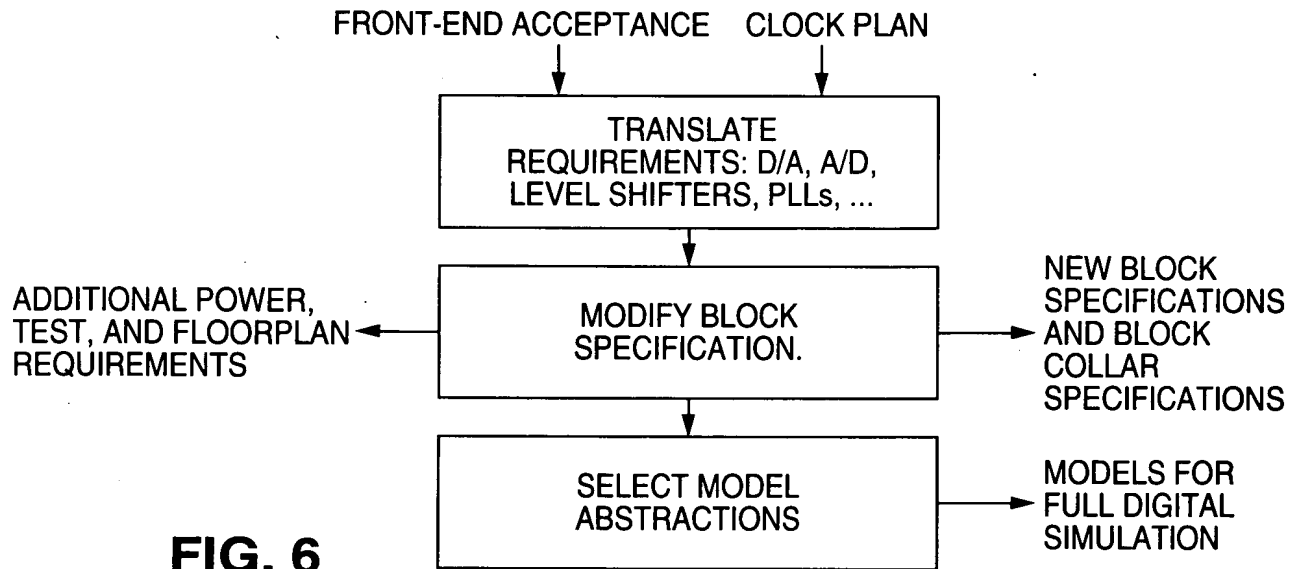 FRONT-END ACCEPTANCE CLOCK PLAN
TRANSLATE
REQUIREMENTS: D/A, A/D,
LEVEL SHIFTERS, PLLs, ...
ADDITIONAL POWER,
TEST, AND FLOORPLAN
REQUIREMENTS
MODIFY BLOCK
SPECIFICATION.
NEW BLOCK
SPECIFICATIONS
AND BLOCK
COLLAR
SPECIFICATIONS
SELECT MODEL
ABSTRACTIONS
MODELS FOR
FULL DIGITAL
SIMULATION
FIG. 6